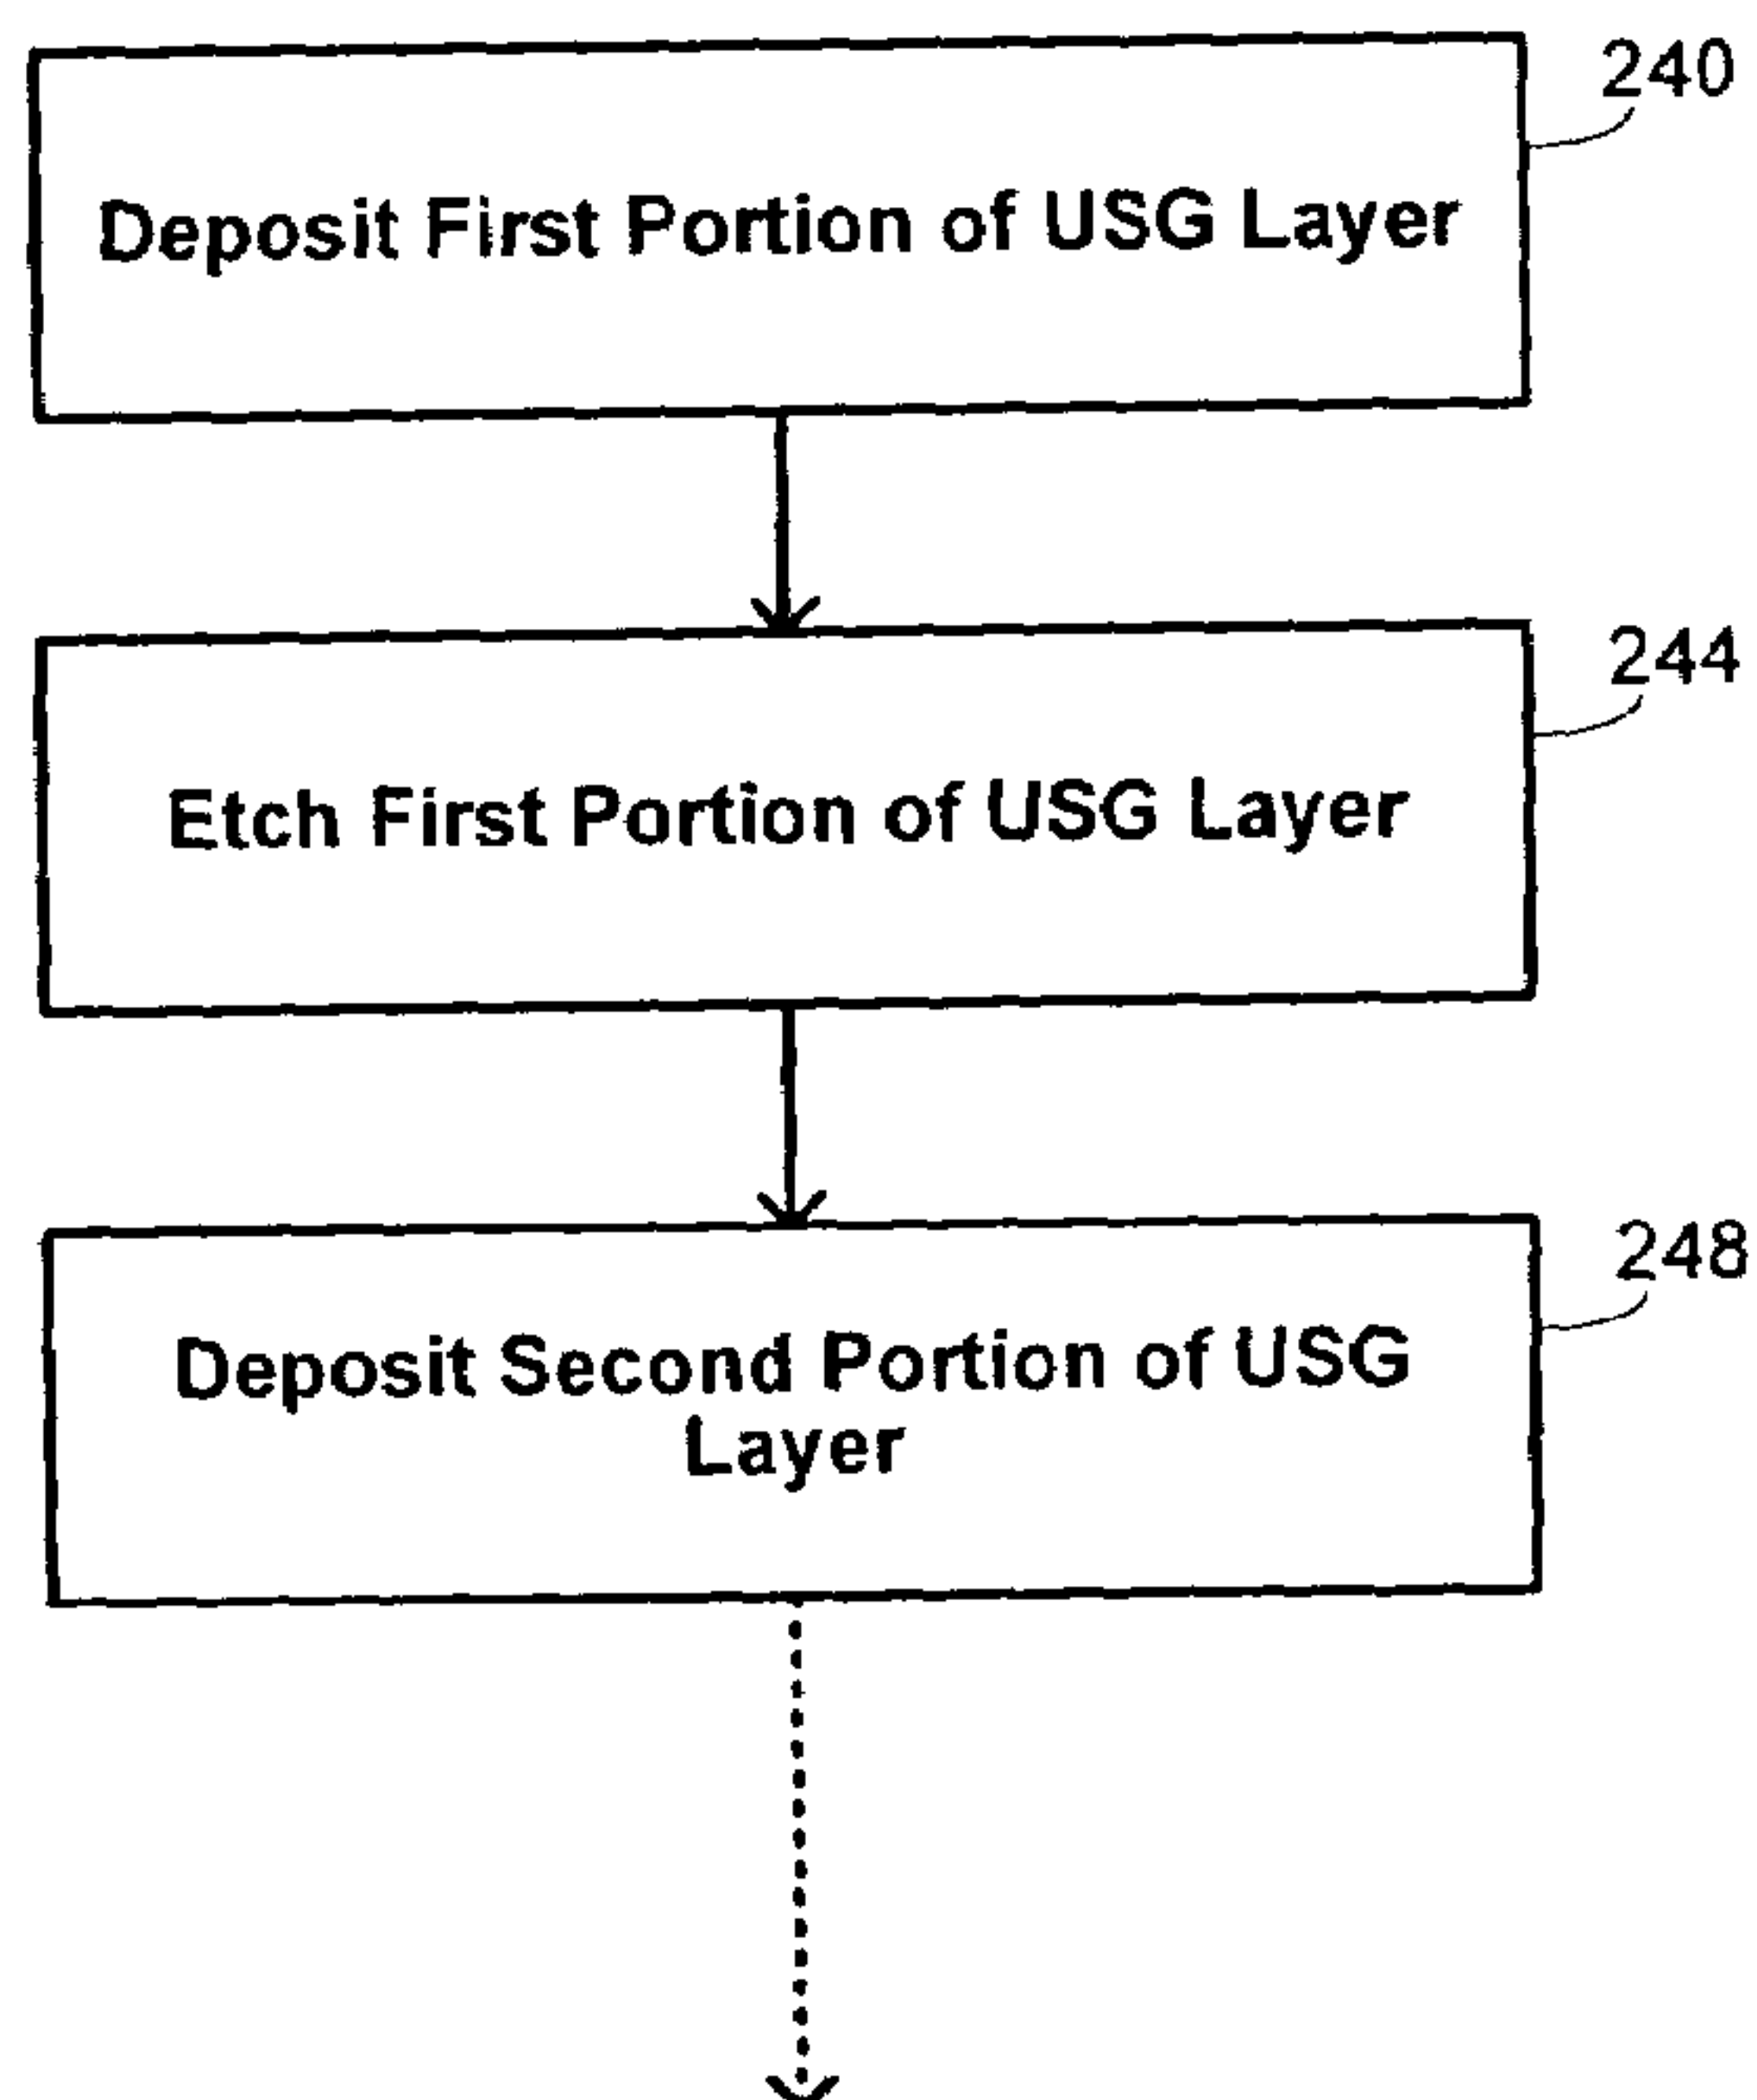 240
Deposit First Portion of USG Layer
244
Etch First Portion of USG Layer
248
Deposit Second Portion of USG
Layer